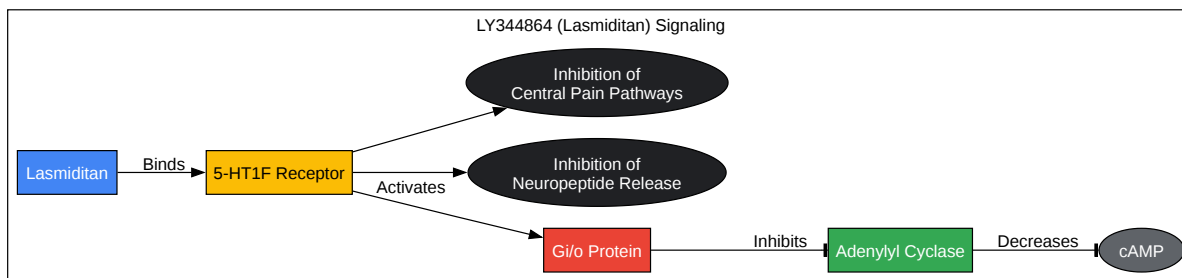 LY344864 (Lasmiditan) Signaling
Inhibition of
Central Pain Pathways
Lasmiditan
Binds
5-HT1F Receptor
Inhibition of
Neuropeptide Release
Activates
Gi/o Protein
Inhibits
Adenylyl Cyclase
Decreases
cAMP